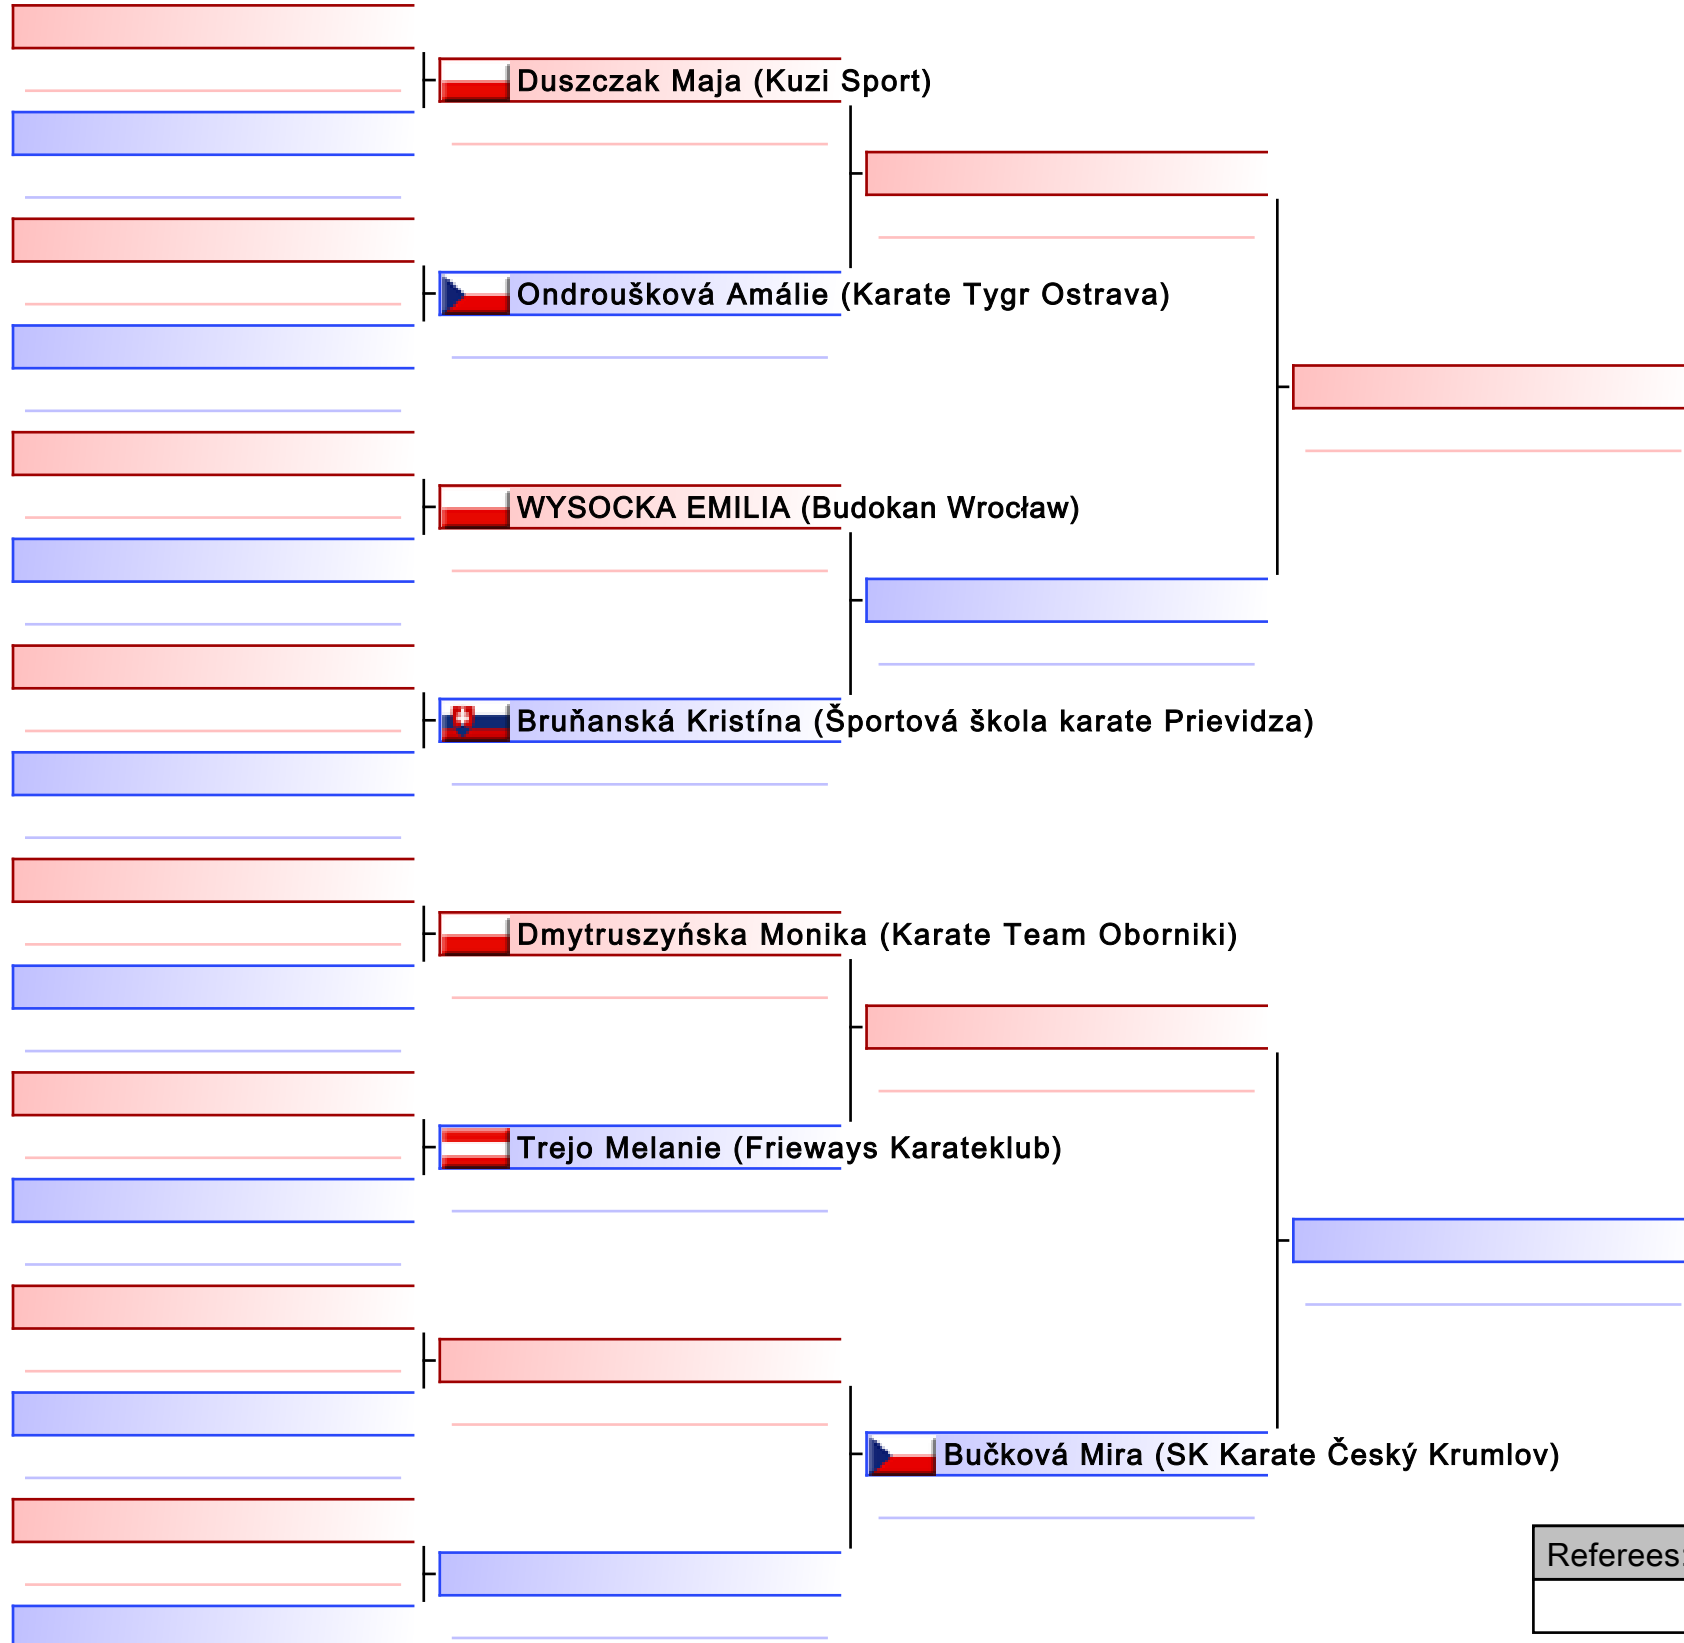 Duszczak Maja (Kuzi Sport)
Ondroušková Amálie (Karate Tygr Ostrava)
WYSOCKA EMILIA (Budokan Wrocław)
Bruňanská Kristína (Športová škola karate Prievidza)
Dmytruszyńska Monika (Karate Team Oborniki)
Trejo Melanie (Frieways Karateklub)
Bučková Mira (SK Karate Český Krumlov)
Referees: